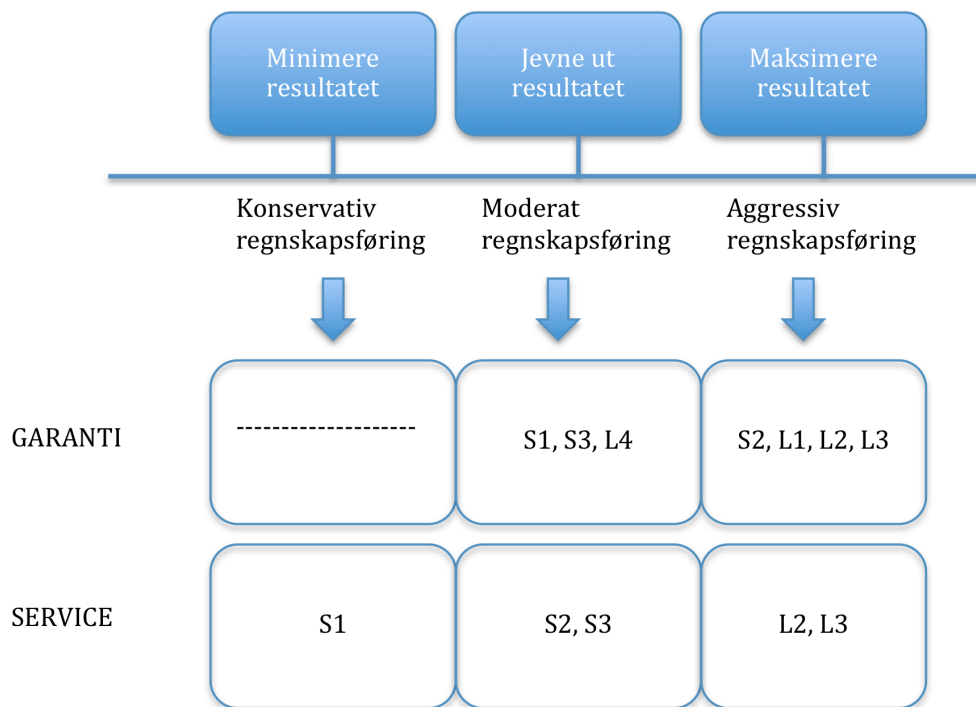 Minimere
resultatet
Jevne ut
resultatet
Maksimere
resultatet
Konservativ
regnskapsføring
Moderat
regnskapsføring
Aggressiv
regnskapsføring
GARANTI
--------------------
S1, S3, L4
S2, L1, L2, L3
SERVICE
S1
S2, S3
L2, L3